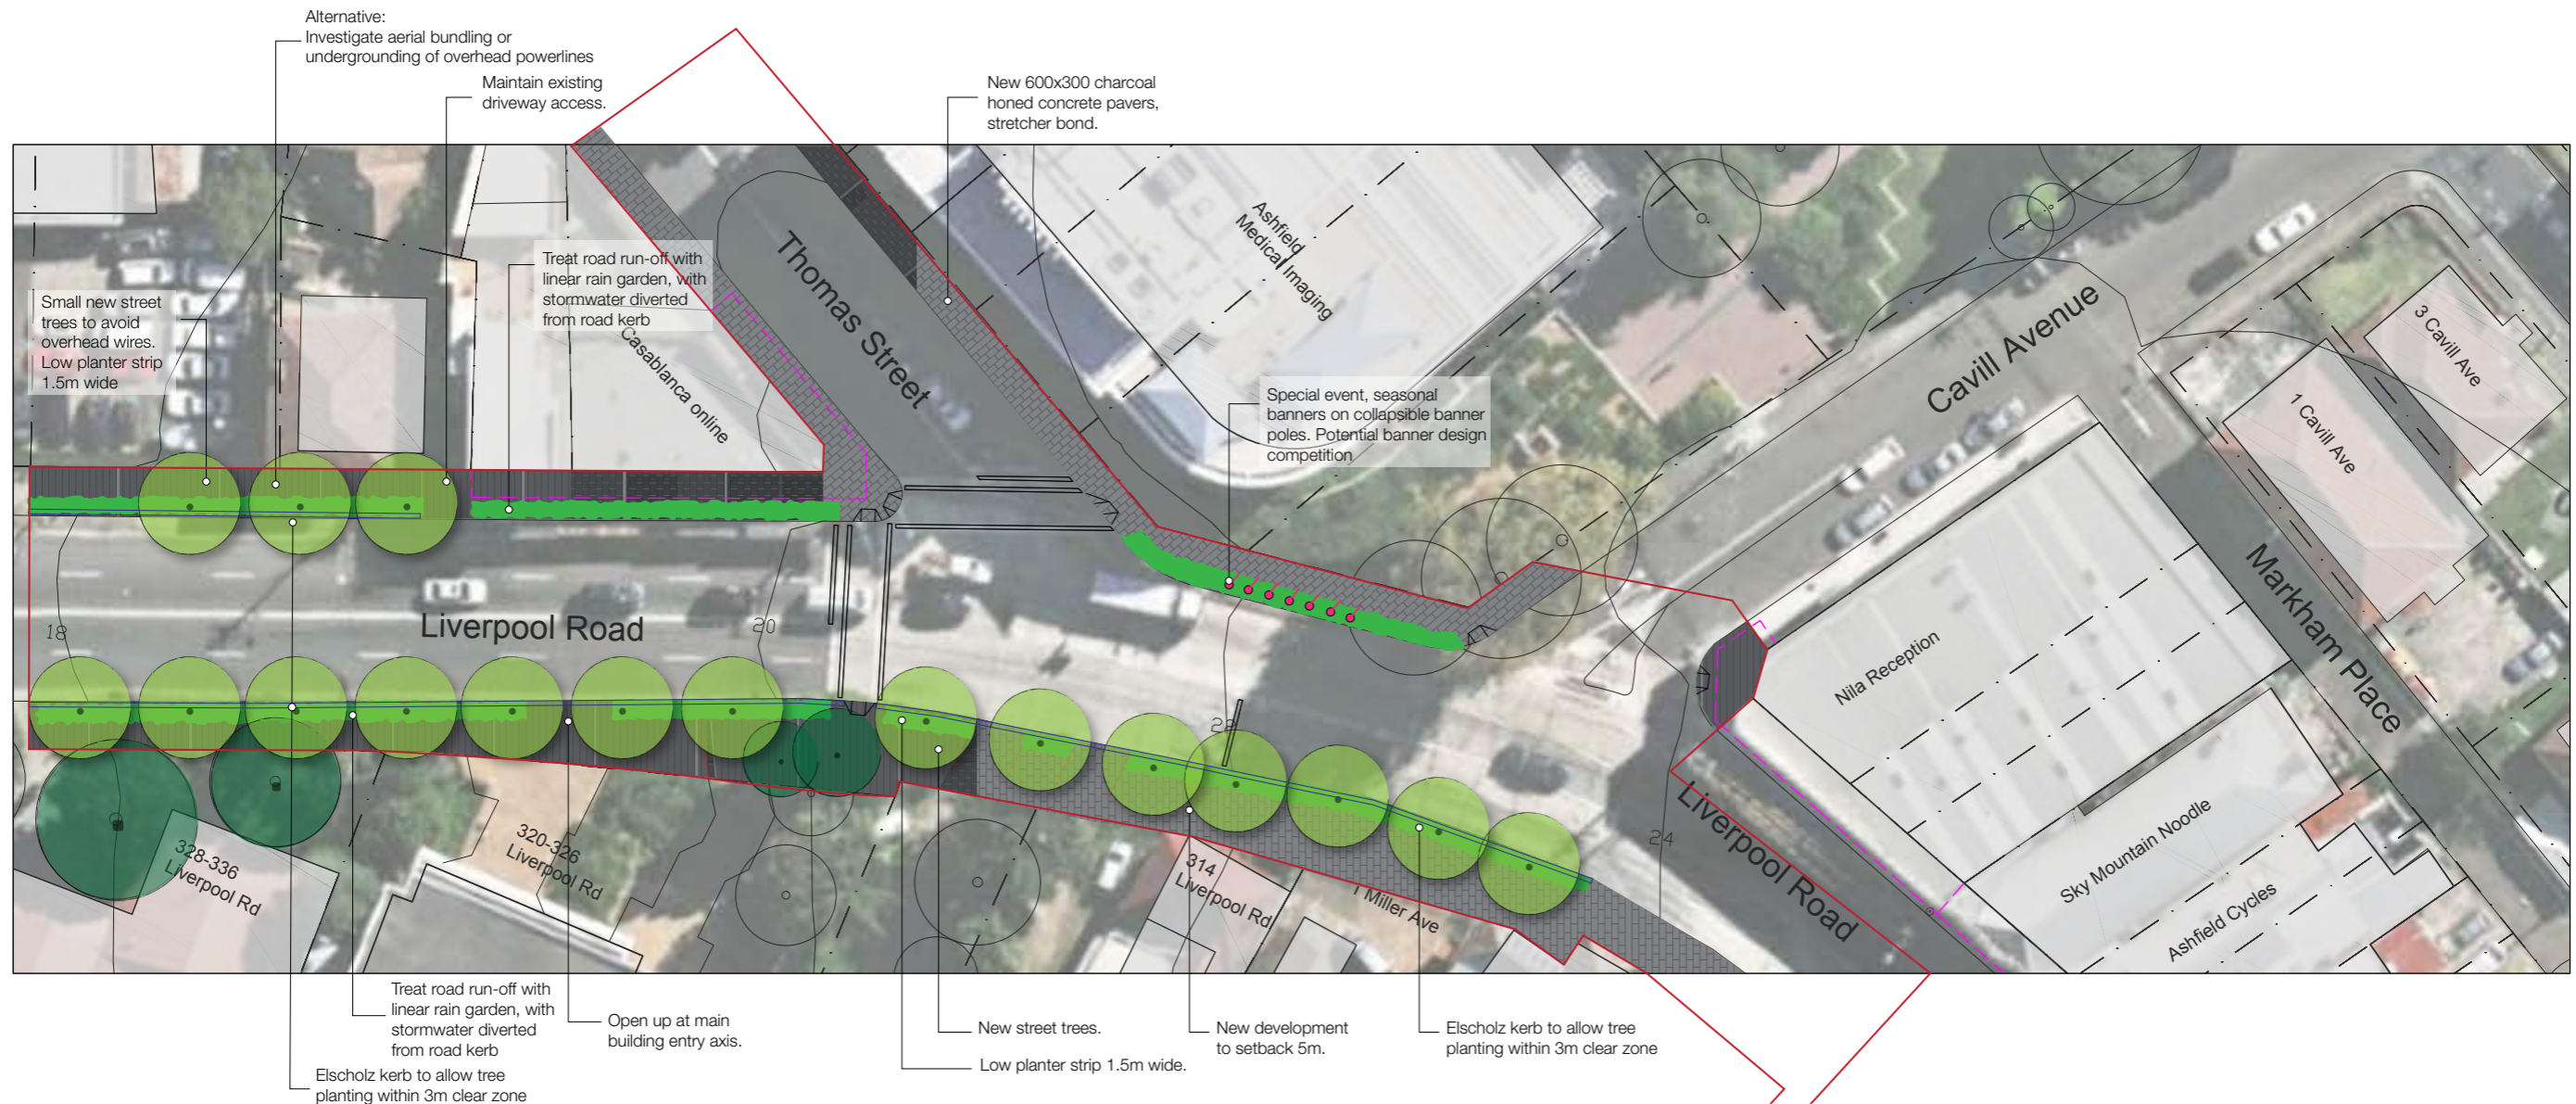 Alternative:
Investigate aerial bundling or
undergrounding of overhead powerlines
Maintain existing
driveway access.
New 600x300 charcoal
honed concrete pavers,
stretcher bond.
Small new street
trees to avoid
overhead wires.
Low planter strip
1.5m wide
Treat road run-off with
linear rain garden, with
stormwater diverted
from road kerb
Casablanca online
Thomas Street
Ashfield
Medical Imaging
Special event, seasonal
banners on collapsible banner
poles. Potential banner design
competition
Cavill Avenue
3 Cavill Ave
1 Cavill Ave
Markham Place
Liverpool Road
18
20
22
24
Nila Reception
Sky Mountain Noodle
Ashfield Cycles
Liverpool Road
328-336
Liverpool Rd
320-326
Liverpool Rd
314
Liverpool Rd
1 Miller Ave
Treat road run-off with
linear rain garden, with
stormwater diverted
from road kerb
Open up at main
building entry axis.
New street trees.
Low planter strip 1.5m wide.
New development
to setback 5m.
Elscholz kerb to allow tree
planting within 3m clear zone
Elscholz kerb to allow tree
planting within 3m clear zone